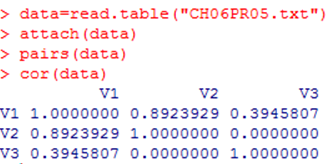 > data=read.table("CH06PR05.txt")
> attach(data)
> pairs(data)
> cor(data)
V1 V2 V3
V1 1.0000000 0.8923929 0.3945807
V2 0.8923929 1.0000000 0.0000000
V3 0.3945807 0.0000000 1.0000000